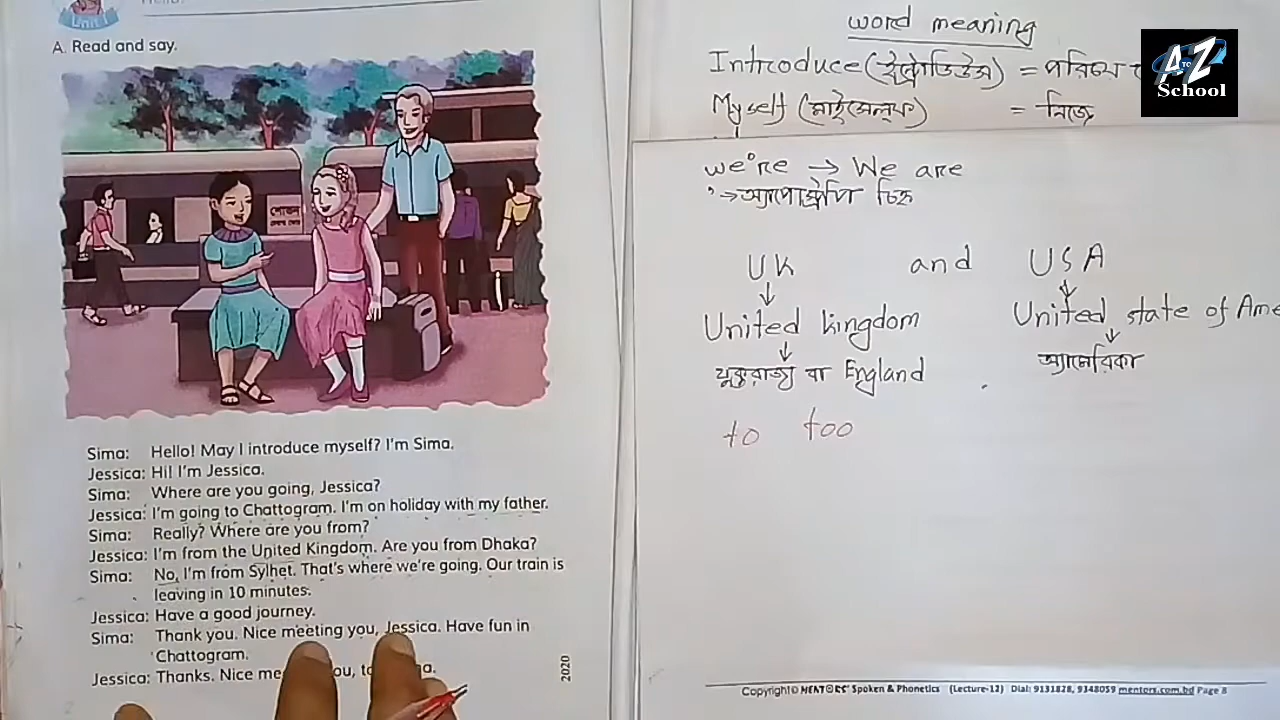 Unit 1
A. Read and say.
Sima: Hello! May I introduce myself? I'm Sima.
Jessica: Hi! I'm Jessica.
Sima: Where are you going, Jessica?
Jessica: I'm going to Chattogram. I'm on holiday with my father.
Sima: Really? Where are you from?
Jessica: I'm from the United Kingdom. Are you from Dhaka?
Sima: No, I'm from Sylhet. That's where we're going. Our train is
leaving in 10 minutes.
Jessica: Have a good journey.
Sima: Thank you. Nice meeting you, Jessica. Have fun in
Chattogram.
Jessica: Thanks. Nice
2020
word meaning
Introduce (ইন্ট্রোডিউস) = পরিচয়
Myself (মাইসেল্ফ) = নিজে
we're → We are
' → অ্যাপোস্ট্রোপি চিহ্ন
UK and USA
United kingdom United state of
যুক্তরাজ্য বা England অ্যামেরিকা
to too
Copyright© MENTORS' Spoken & Phonetics (Lecture-12) Dial: 9131828, 9348059 mentors.com.bd Page 8
A TO Z
School